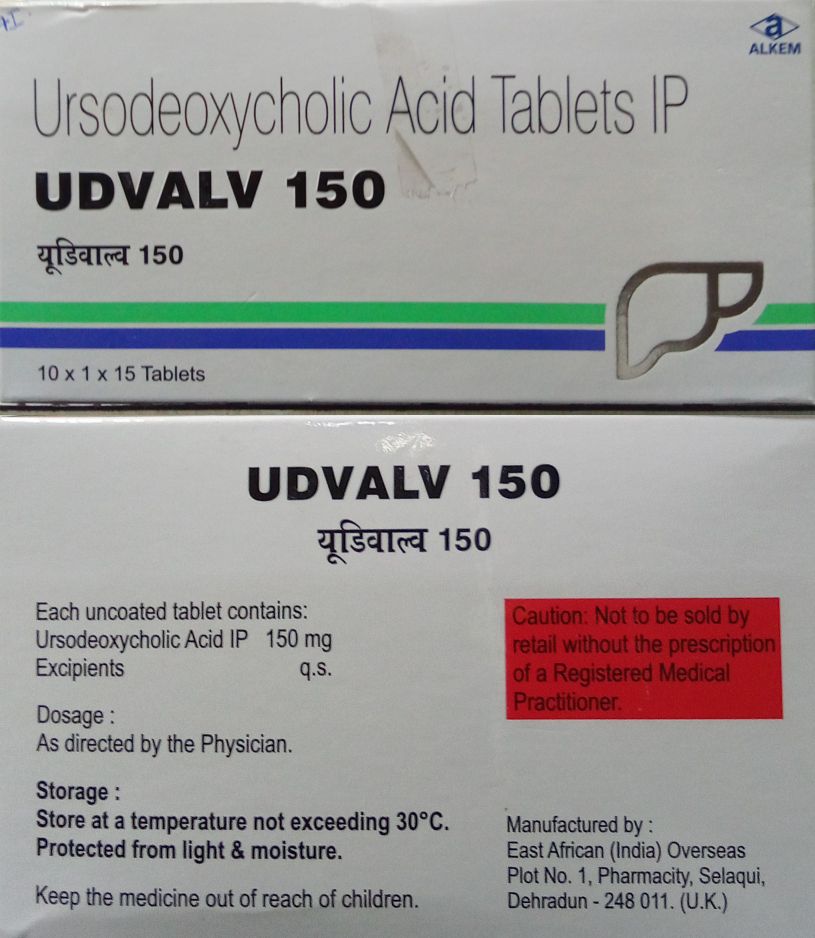 ALKEM
Ursodeoxycholic Acid Tablets IP
UDVALV 150
यूडिवाल्व 150
10 x 1 x 15 Tablets
UDVALV 150
यूडिवाल्व 150
Each uncoated tablet contains:
Ursodeoxycholic Acid IP 150 mg
Excipients q.s.
Dosage :
As directed by the Physician.
Storage :
Store at a temperature not exceeding 30°C.
Protected from light & moisture.
Keep the medicine out of reach of children.
Caution: Not to be sold by
retail without the prescription
of a Registered Medical
Practitioner.
Manufactured by :
East African (India) Overseas
Plot No. 1, Pharmacity, Selaqui,
Dehradun - 248 011. (U.K.)